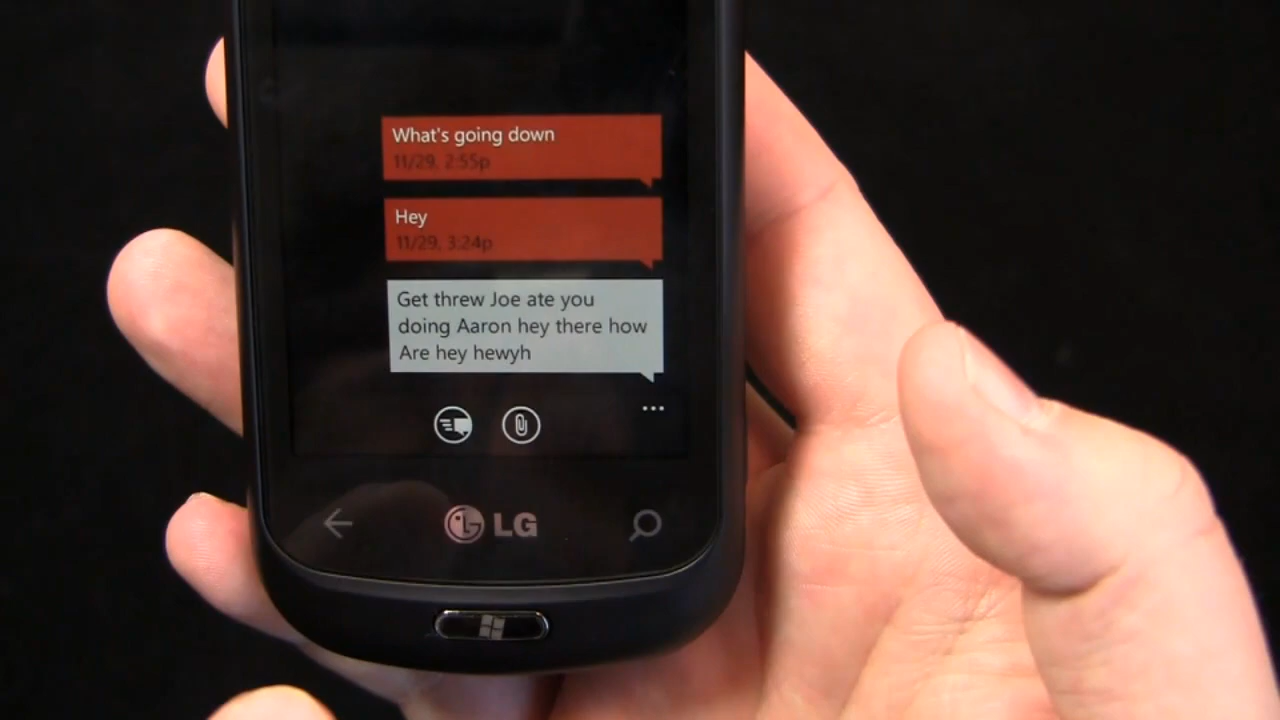 What's going down
11/29, 2:55p
Hey
11/29, 3:24p
Get threw Joe ate you
doing Aaron hey there how
Are hey hewyh
LG